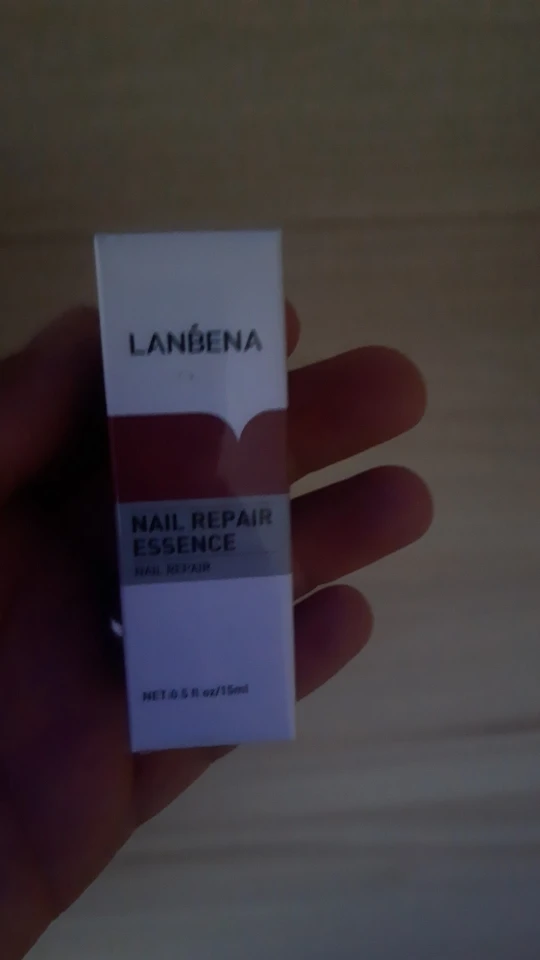 LANBENA
NAIL REPAIR
ESSENCE
NAIL REPAIR
NET:0.5 fl oz/15ml